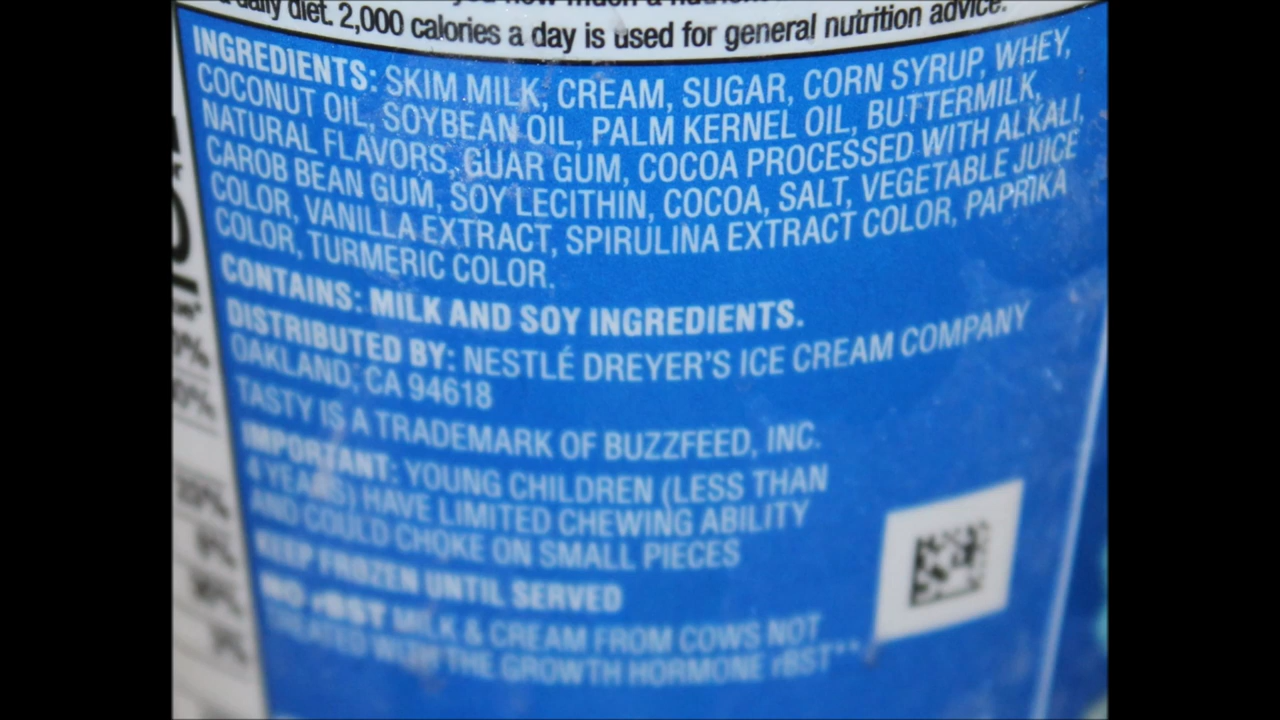 daily diet. 2,000 calories a day is used for general nutrition advice.
INGREDIENTS: SKIM MILK, CREAM, SUGAR, CORN SYRUP, WHEY,
COCONUT OIL, SOYBEAN OIL, PALM KERNEL OIL, BUTTERMILK,
NATURAL FLAVORS, GUAR GUM, COCOA PROCESSED WITH ALKALI,
CAROB BEAN GUM, SOY LECITHIN, COCOA, SALT, VEGETABLE JUICE
COLOR, VANILLA EXTRACT, SPIRULINA EXTRACT COLOR, PAPRIKA
COLOR, TURMERIC COLOR.
CONTAINS: MILK AND SOY INGREDIENTS.
DISTRIBUTED BY: NESTLÉ DREYER'S ICE CREAM COMPANY
OAKLAND, CA 94618
TASTY IS A TRADEMARK OF BUZZFEED, INC.
IMPORTANT: YOUNG CHILDREN (LESS THAN
4 YEARS) HAVE LIMITED CHEWING ABILITY
AND COULD CHOKE ON SMALL PIECES
KEEP FROZEN UNTIL SERVED
NO rBST MILK & CREAM FROM COWS NOT
TREATED WITH THE GROWTH HORMONE rBST**